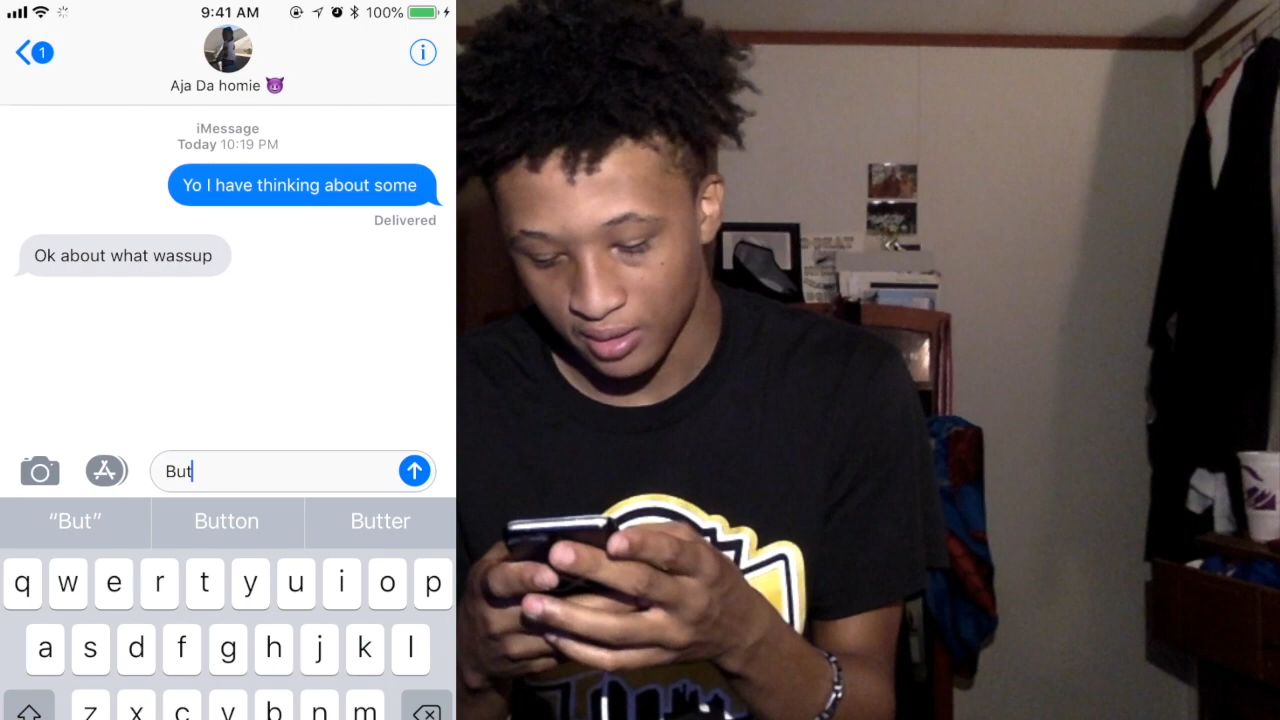 9:41 AM
100%
1
Aja Da homie 😈
iMessage
Today 10:19 PM
Yo I have thinking about some
Delivered
Ok about what wassup
But
“But” Button Butter
q w e r t y u i o p
a s d f g h j k l
z x c v b n m